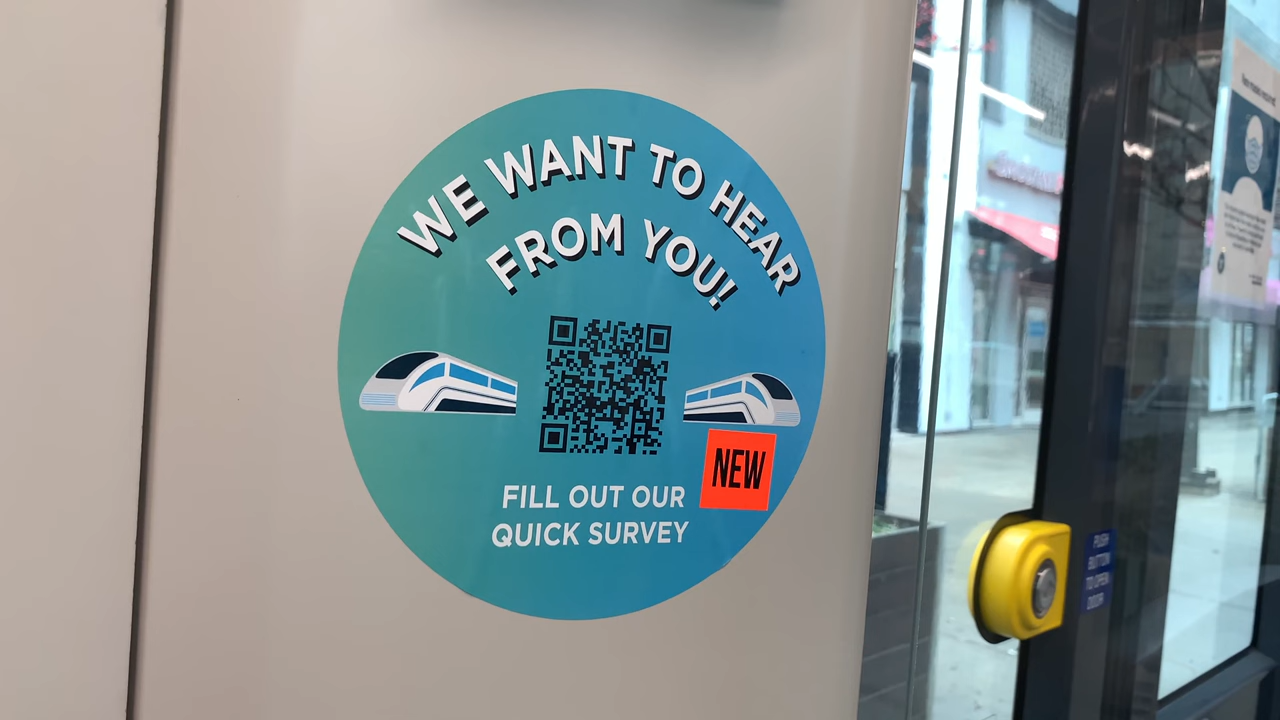 WE WANT TO HEAR
FROM YOU!
NEW
FILL OUT OUR
QUICK SURVEY
PUSH
BUTTON
TO OPEN
DOOR